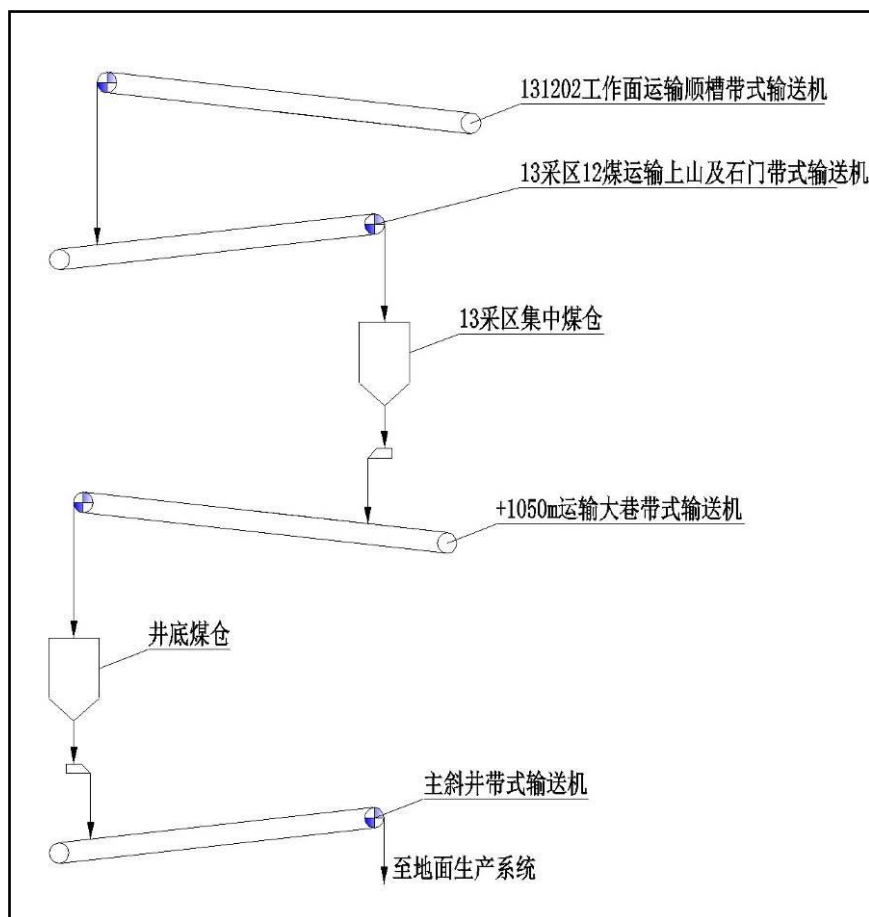 131202工作面运输顺槽带式输送机
13采区12煤运输上山及石门带式输送机
13采区集中煤仓
+1050m运输大巷带式输送机
井底煤仓
主斜井带式输送机
至地面生产系统